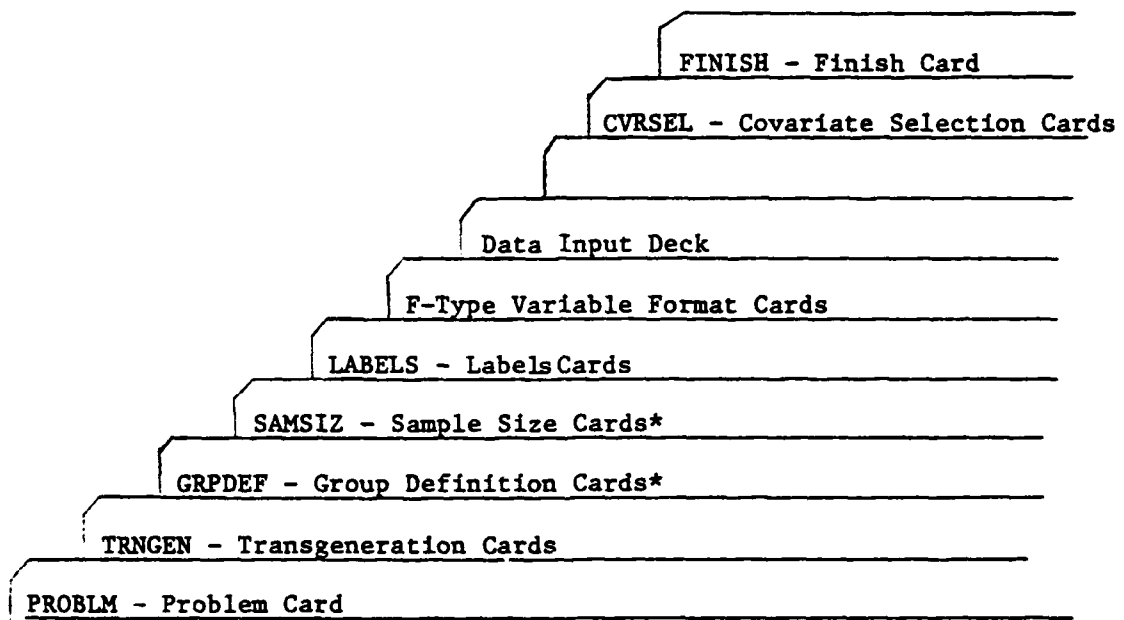 FINISH - Finish Card
CVRSEL - Covariate Selection Cards
Data Input Deck
F-Type Variable Format Cards
LABELS - Labels Cards
SAMSIZ - Sample Size Cards*
GRPDEF - Group Definition Cards*
TRNGEN - Transgeneration Cards
PROBLM - Problem Card